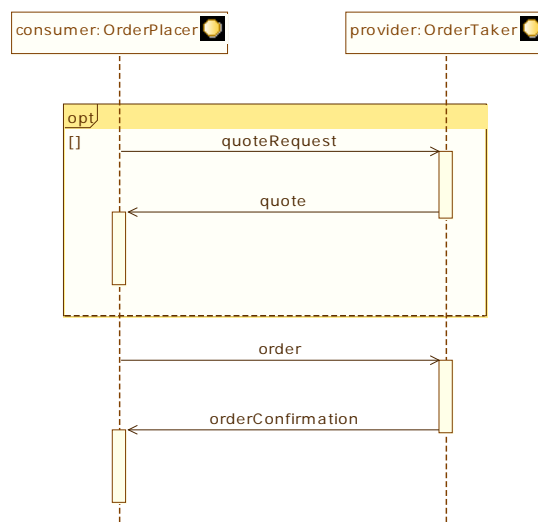 consumer:OrderPlacer
provider:OrderTaker
opt
[]
quoteRequest
quote
order
orderConfirmation